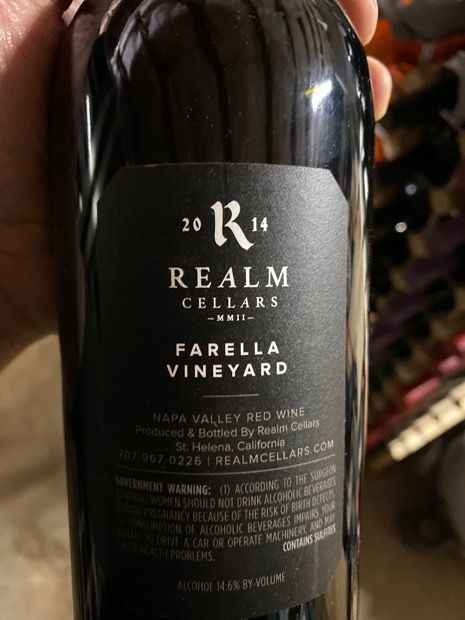 20 R 14
REALM
CELLARS
–MMII–
FARELLA
VINEYARD
NAPA VALLEY RED WINE
Produced & Bottled By Realm Cellars
St. Helena, California
707-967-0226 | REALMCELLARS.COM
GOVERNMENT WARNING: (1) ACCORDING TO THE SURGEON
GENERAL, WOMEN SHOULD NOT DRINK ALCOHOLIC BEVERAGES
DURING PREGNANCY BECAUSE OF THE RISK OF BIRTH DEFECTS.
CONSUMPTION OF ALCOHOLIC BEVERAGES IMPAIRS YOUR
ABILITY TO DRIVE A CAR OR OPERATE MACHINERY, AND MAY
CAUSE HEALTH PROBLEMS. CONTAINS SULFITES
ALCOHOL 14.6% BY VOLUME